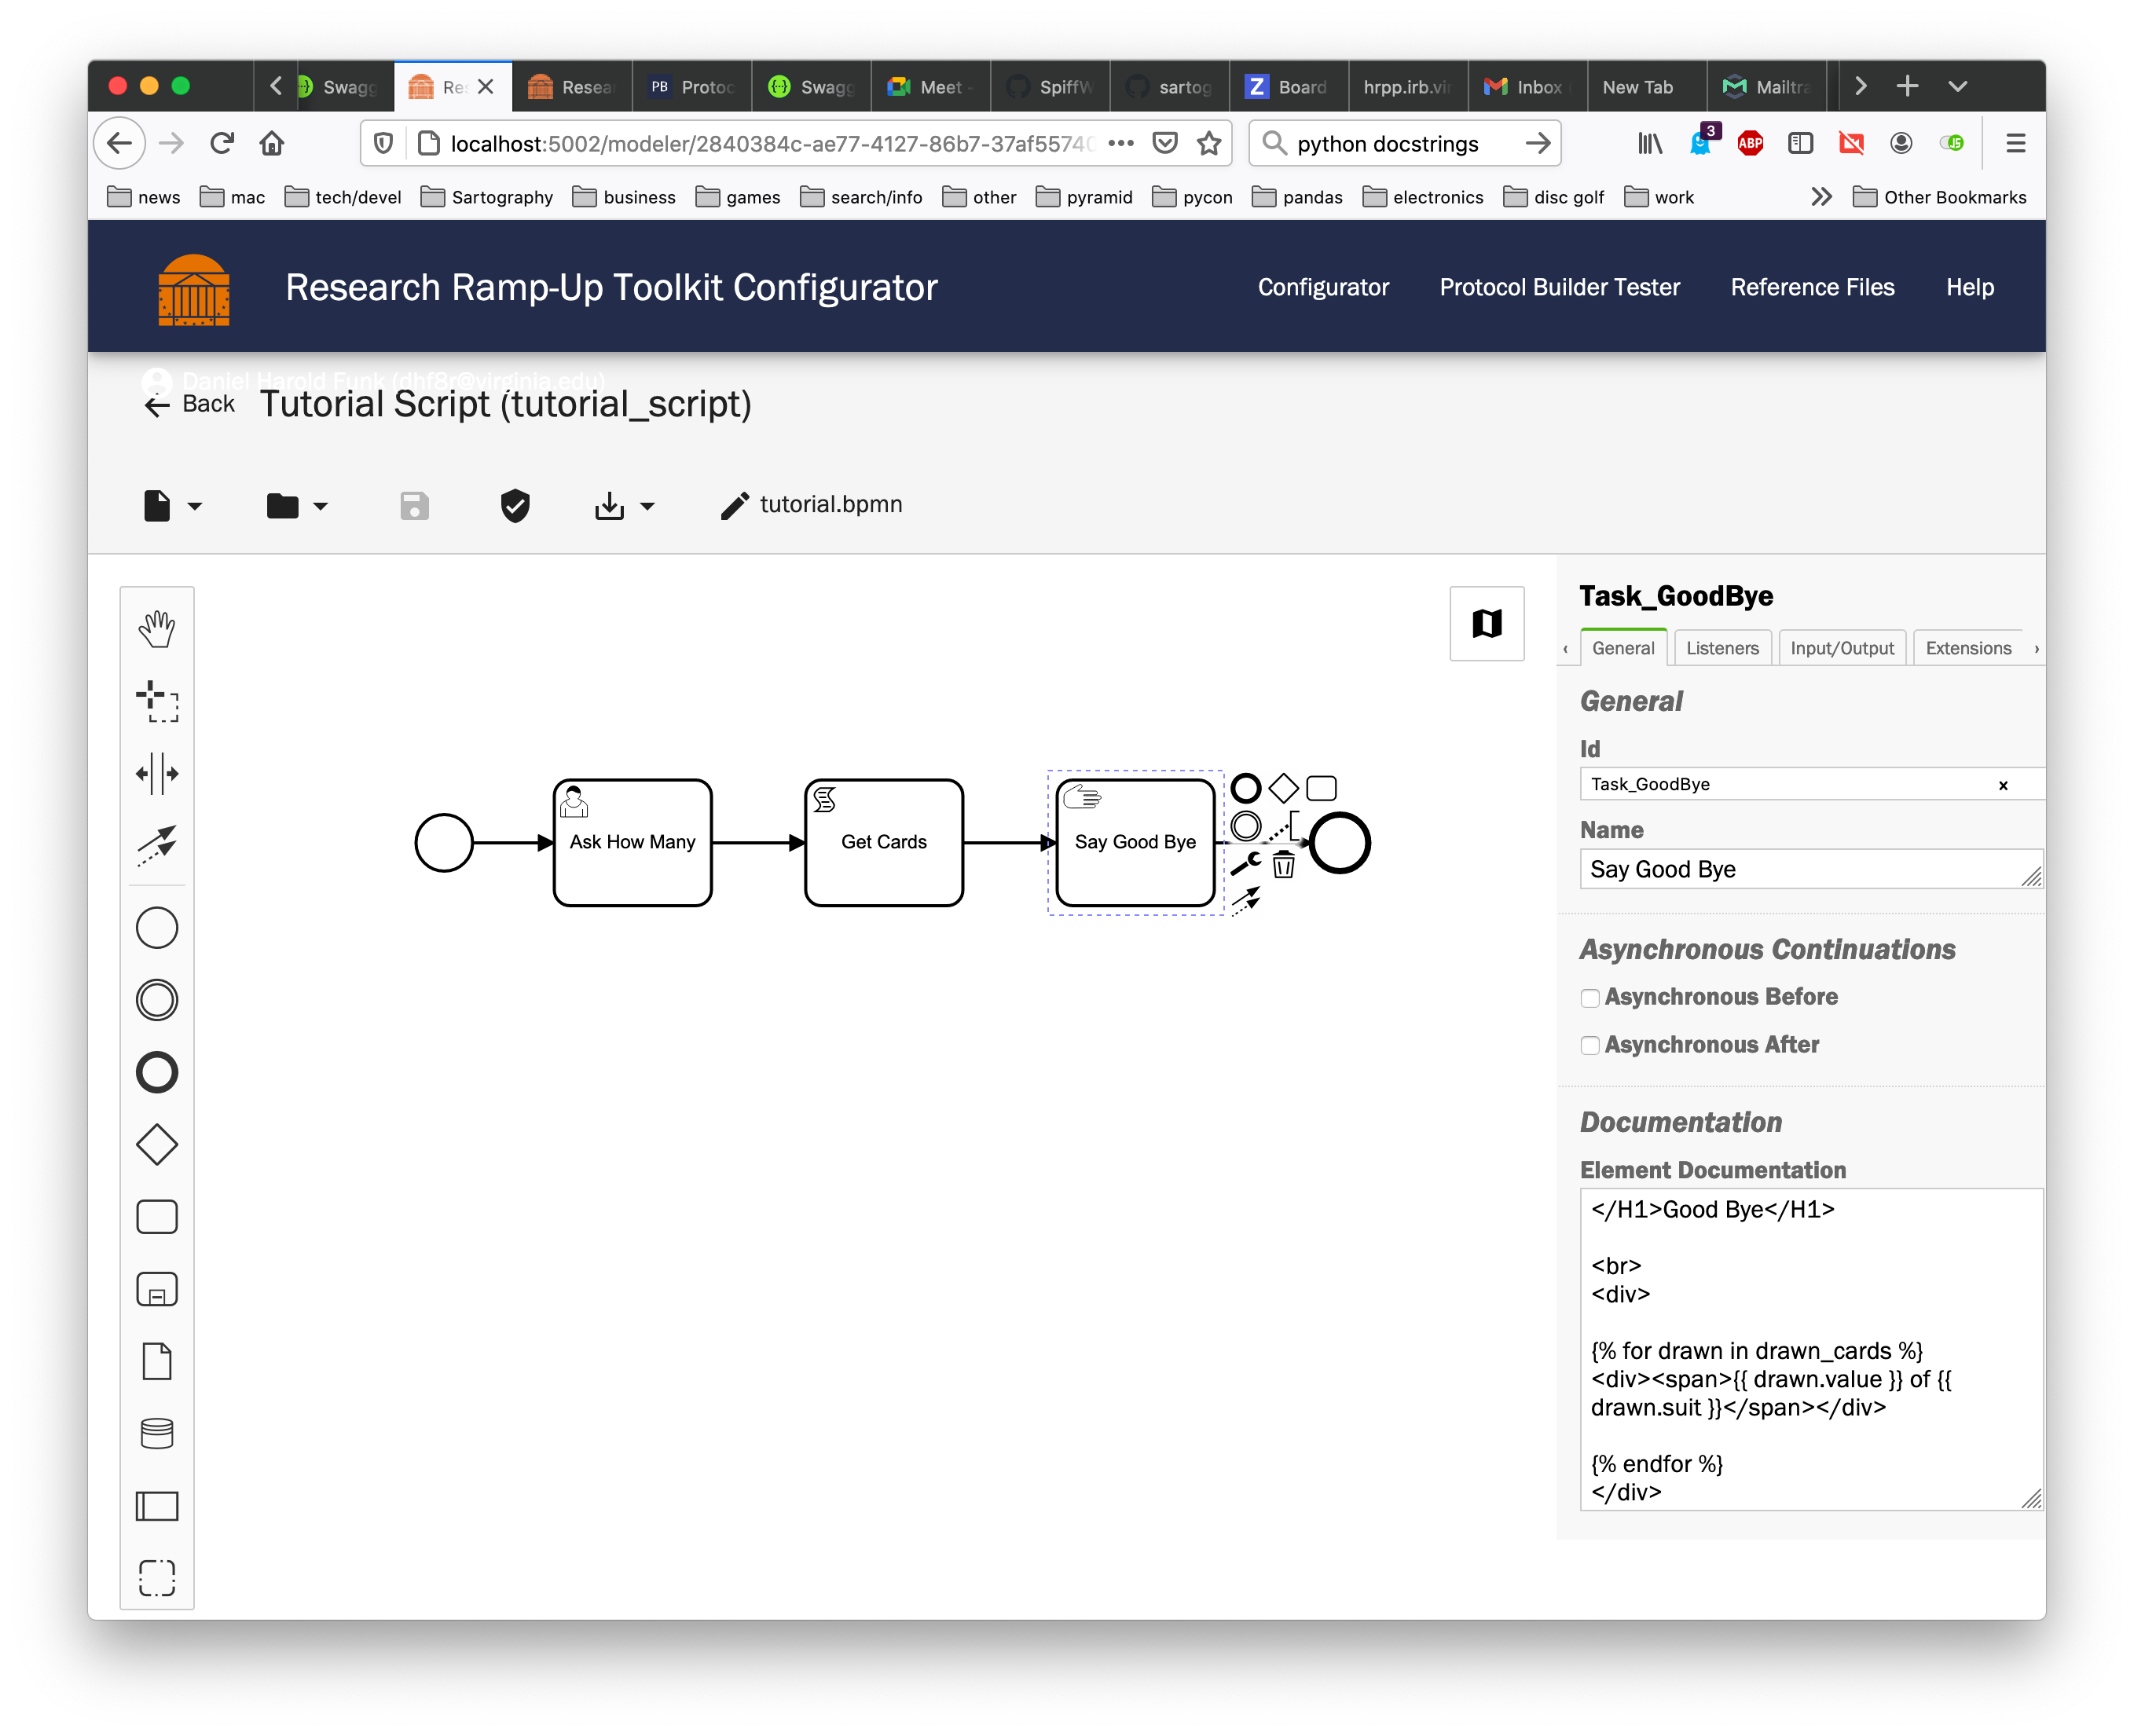 Swagg
Re
Resea
PB Protoc
Swagg
Meet -
SpiffW
sartog
Z Board
hrpp.irb.vir
Inbox
New Tab
Mailtra
localhost:5002/modeler/2840384c-ae77-4127-86b7-37af55740
python docstrings
3
ABP
JS
news
mac
tech/devel
Sartography
business
games
search/info
other
pyramid
pycon
pandas
electronics
disc golf
work
Other Bookmarks
Research Ramp-Up Toolkit Configurator
Configurator
Protocol Builder Tester
Reference Files
Help
Daniel Harold Funk (dhf8r@virginia.edu)
Back
Tutorial Script (tutorial_script)
tutorial.bpmn
Ask How Many
Get Cards
Say Good Bye
Task_GoodBye
General
Listeners
Input/Output
Extensions
General
Id
Task_GoodBye
Name
Say Good Bye
Asynchronous Continuations
Asynchronous Before
Asynchronous After
Documentation
Element Documentation
</H1>Good Bye</H1>
<br>
<div>
{% for drawn in drawn_cards %}
<div><span>{{ drawn.value }} of {{
drawn.suit }}</span></div>
{% endfor %}
</div>